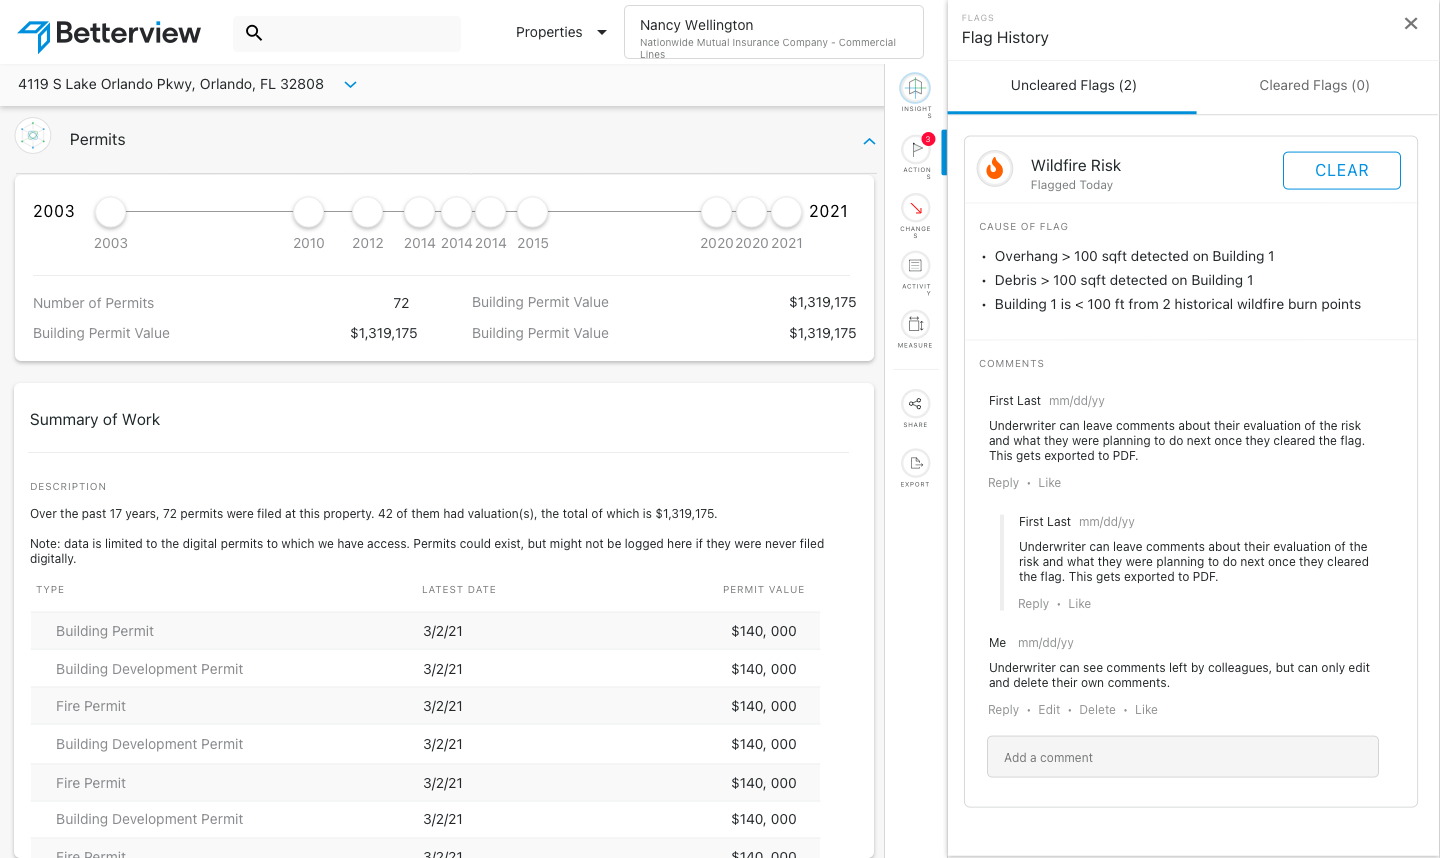 Betterview
Properties
Nancy Wellington
Nationwide Mutual Insurance Company - Commercial
Lines
4119 S Lake Orlando Pkwy, Orlando, FL 32808
Permits
2003
2021
2003 2010 2012 2014 2014 2014 2015 2020 2020 2021
Number of Permits 72 Building Permit Value $1,319,175
Building Permit Value $1,319,175 Building Permit Value $1,319,175
Summary of Work
DESCRIPTION
Over the past 17 years, 72 permits were filed at this property. 42 of them had valuation(s), the total of which is $1,319,175.
Note: data is limited to the digital permits to which we have access. Permits could exist, but might not be logged here if they were never filed
digitally.
TYPE LATEST DATE PERMIT VALUE
Building Permit 3/2/21 $140, 000
Building Development Permit 3/2/21 $140, 000
Fire Permit 3/2/21 $140, 000
Building Development Permit 3/2/21 $140, 000
Fire Permit 3/2/21 $140, 000
Building Development Permit 3/2/21 $140, 000
Fire Permit 3/2/21 $140, 000
INSIGHT
S
3
ACTION
S
CHANGE
S
ACTIVIT
Y
MEASURE
SHARE
EXPORT
FLAGS
Flag History
Uncleared Flags (2) Cleared Flags (0)
Wildfire Risk
Flagged Today
CLEAR
CAUSE OF FLAG
• Overhang > 100 sqft detected on Building 1
• Debris > 100 sqft detected on Building 1
• Building 1 is < 100 ft from 2 historical wildfire burn points
COMMENTS
First Last mm/dd/yy
Underwriter can leave comments about their evaluation of the risk
and what they were planning to do next once they cleared the flag.
This gets exported to PDF.
Reply • Like
First Last mm/dd/yy
Underwriter can leave comments about their evaluation of the
risk and what they were planning to do next once they cleared
the flag. This gets exported to PDF.
Reply • Like
Me mm/dd/yy
Underwriter can see comments left by colleagues, but can only edit
and delete their own comments.
Reply • Edit • Delete • Like
Add a comment